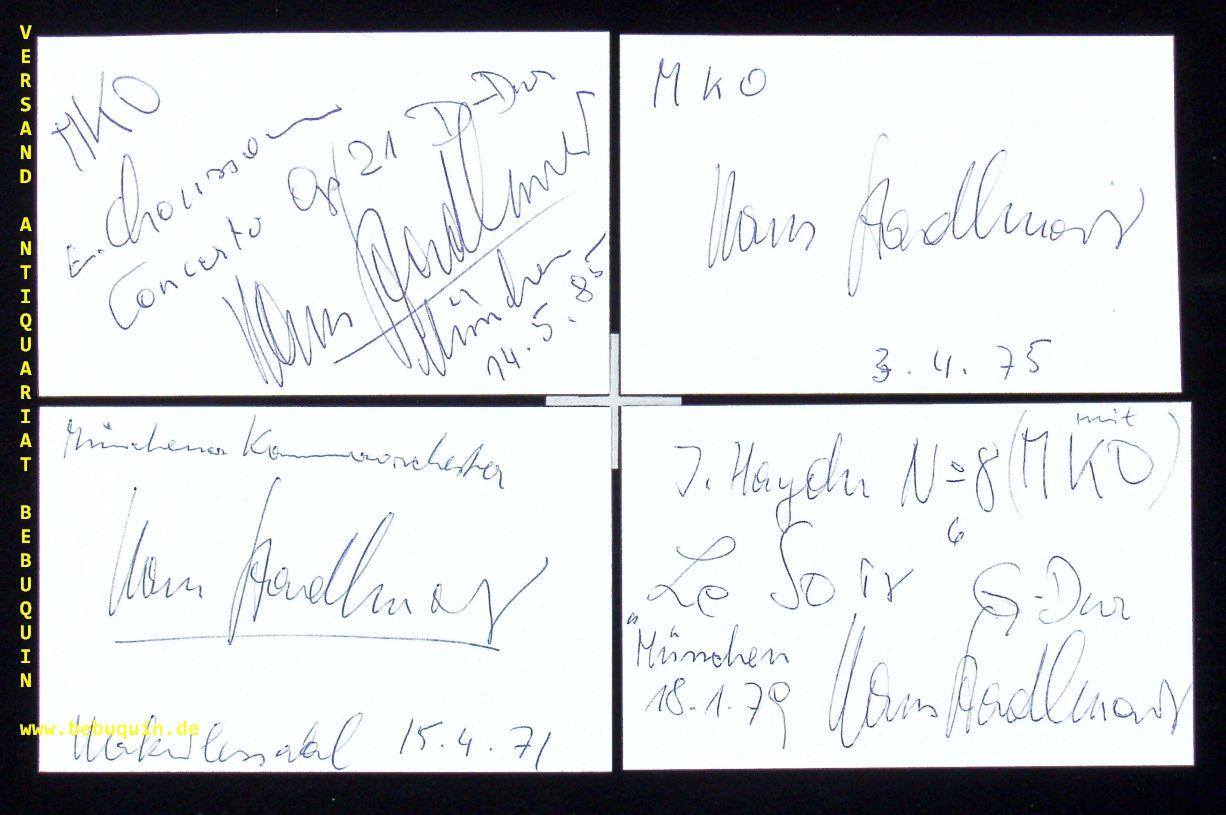 VERSAND ANTIQUARIAT BEBUQUIN
www.bebuquin.de
MKO
E. Chausson
Concerto Op 21 D-Dur
Hans Stadlmair
München
14.5.85
MKO
Hans Stadlmair
3.4.75
Münchener Kammerorchester
Hans Stadlmair
Herkulessaal 15.4.71
mit
J. Haydn No 8 (MKO)
6
Le Soir G-Dur
München
18.1.79 Hans Stadlmair